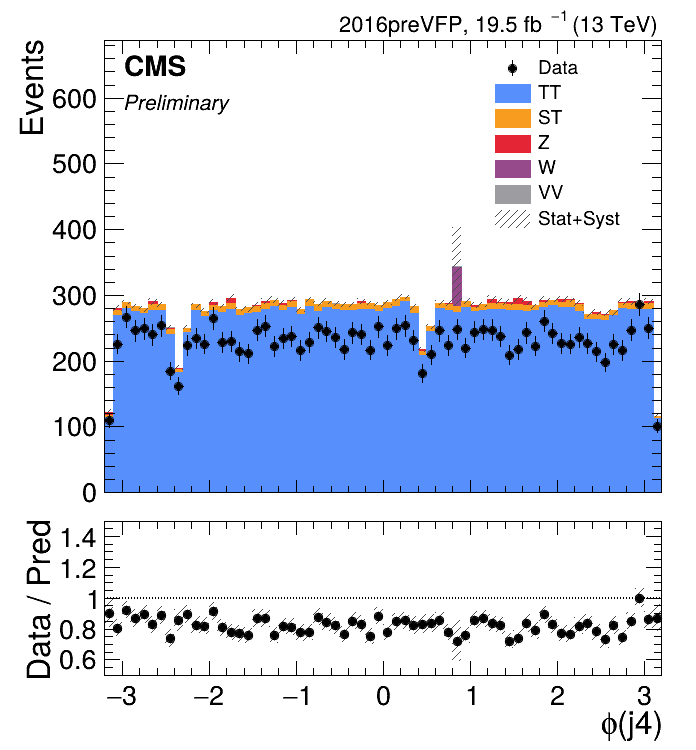 2016preVFP, 19.5 fb⁻¹ (13 TeV)
CMS
Preliminary
Events
Data
TT
ST
Z
W
VV
Stat+Syst
600
500
400
300
200
100
0
Data / Pred
1.4
1.2
1
0.8
0.6
−3 −2 −1 0 1 2 3
ϕ(j4)